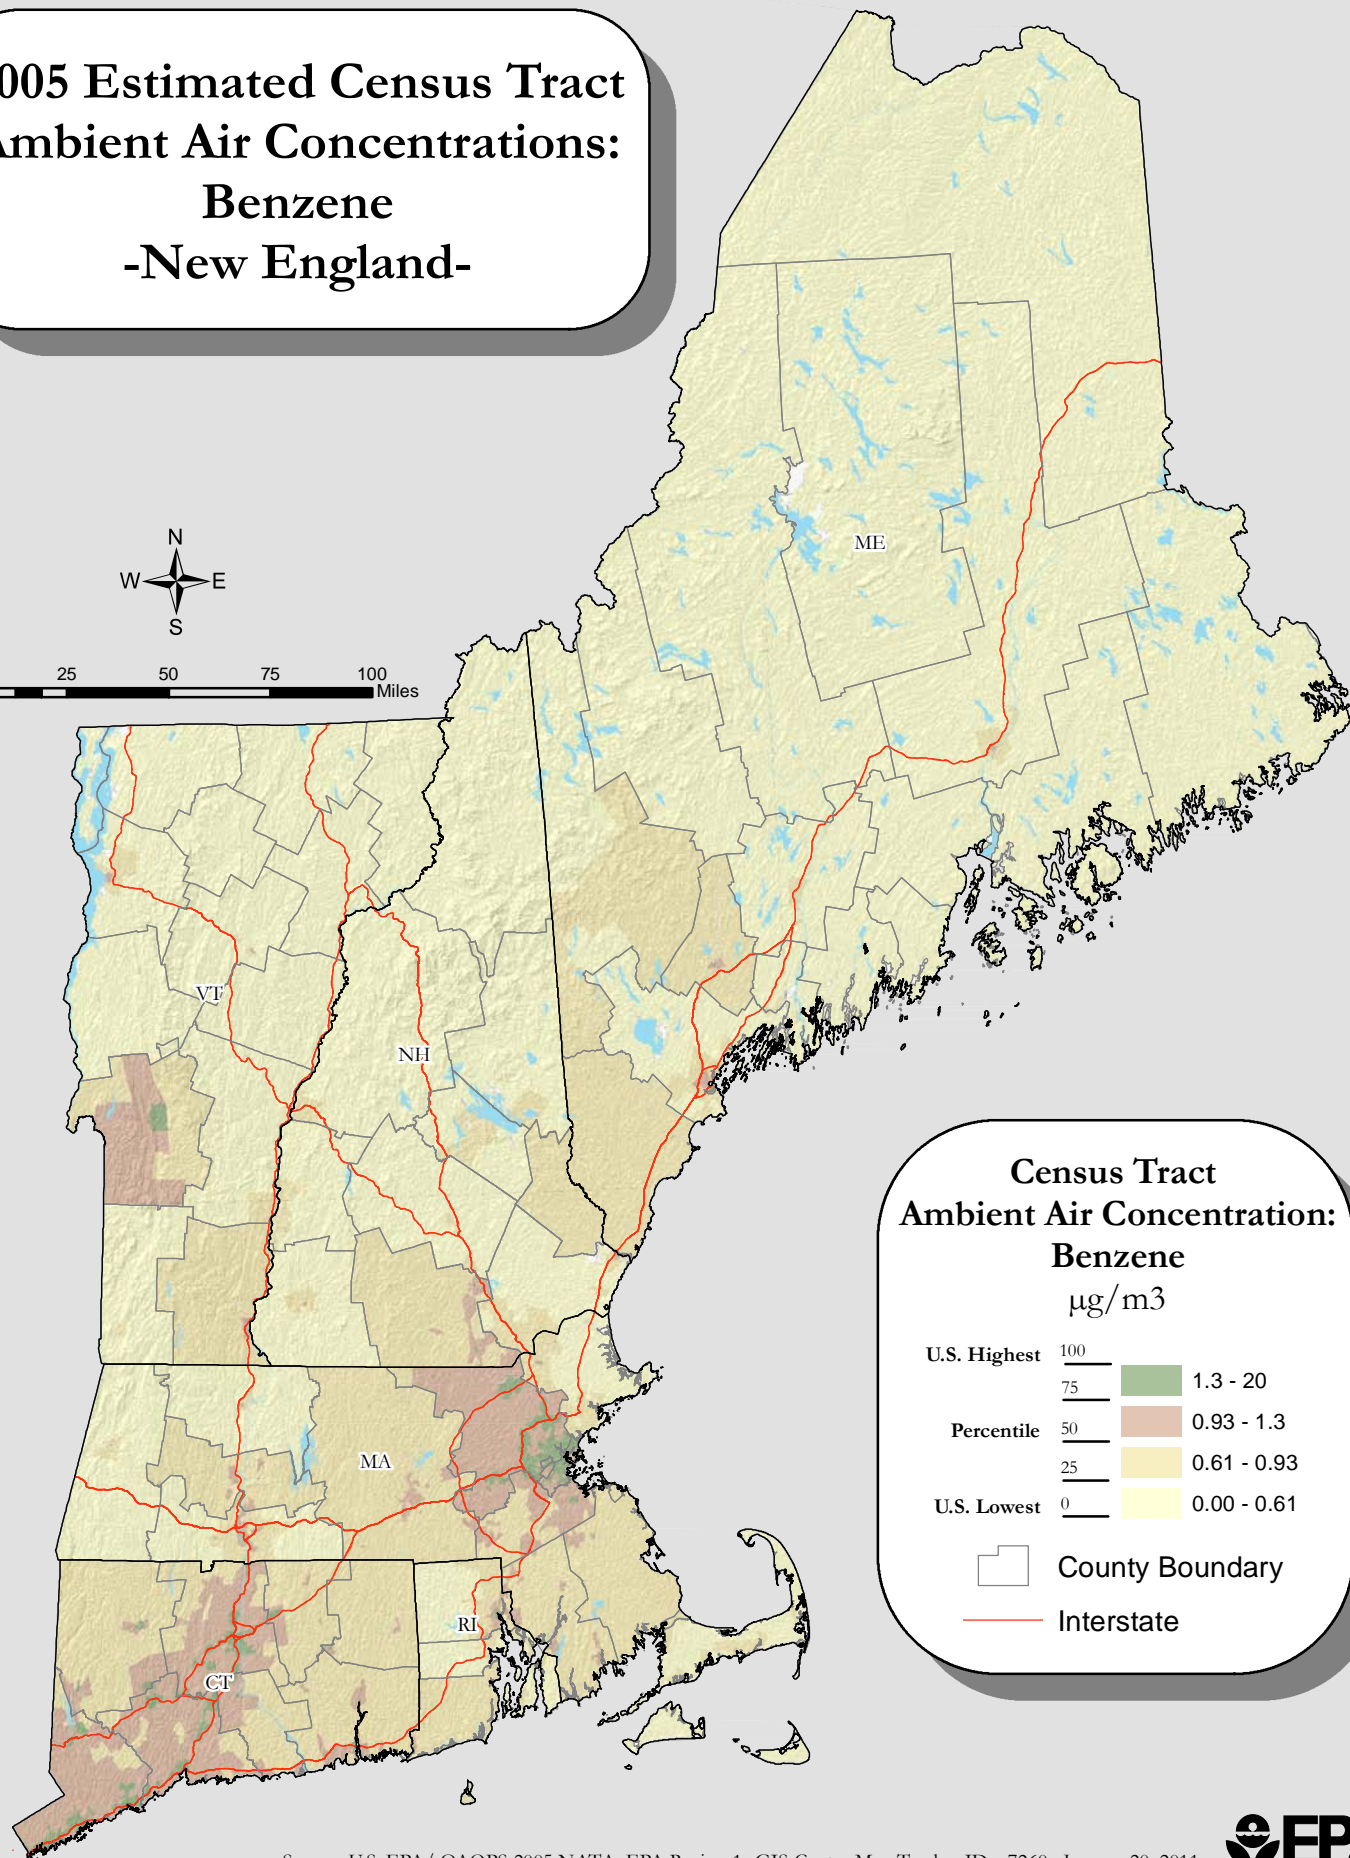 005 Estimated Census Tract
Ambient Air Concentrations:
Benzene
-New England-
N
W E
S
25 50 75 100
Miles
ME
VT
NH
MA
RI
CT
Census Tract
Ambient Air Concentration:
Benzene
µg/m3
U.S. Highest 100
75 1.3 - 20
Percentile 50 0.93 - 1.3
25 0.61 - 0.93
U.S. Lowest 0 0.00 - 0.61
County Boundary
Interstate
EP